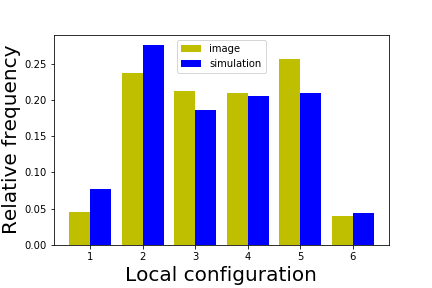 image
simulation
Relative frequency
0.25
0.20
0.15
0.10
0.05
0.00
1 2 3 4 5 6
Local configuration